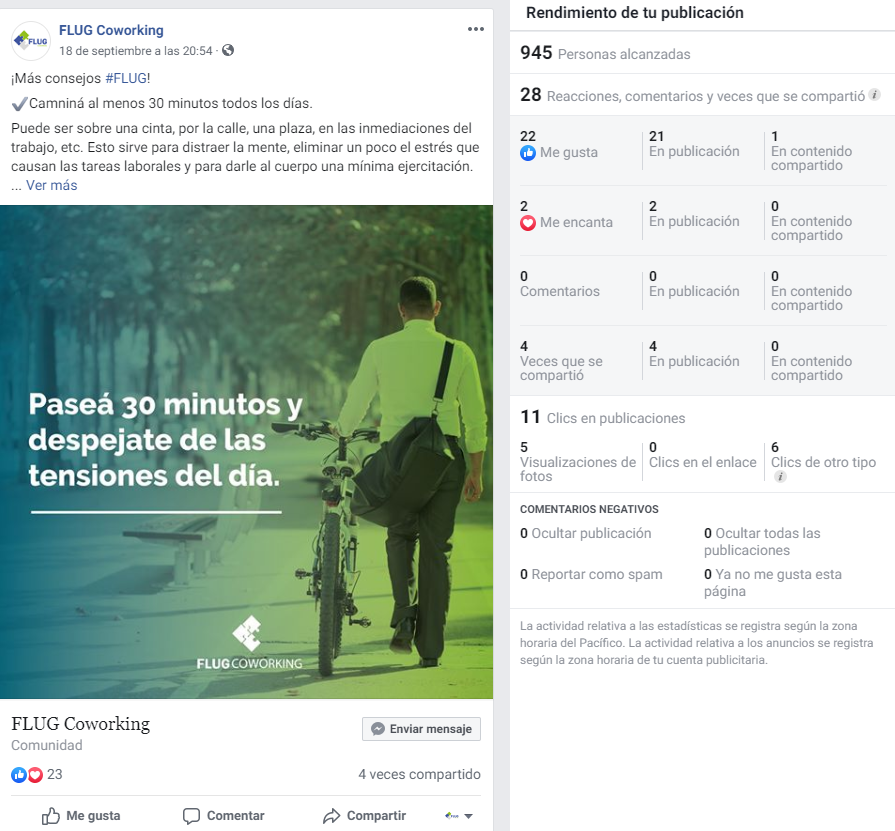 FLUG
FLUG Coworking
18 de septiembre a las 20:54 ·
¡Más consejos #FLUG!
✔Camniná al menos 30 minutos todos los días.
Puede ser sobre una cinta, por la calle, una plaza, en las inmediaciones del
trabajo, etc. Esto sirve para distraer la mente, eliminar un poco el estrés que
causan las tareas laborales y para darle al cuerpo una mínima ejercitación.
... Ver más
Paseá 30 minutos y
despejate de las
tensiones del día.
FLUGCOWORKING
FLUG Coworking
Comunidad
Enviar mensaje
23
4 veces compartido
Me gusta
Comentar
Compartir
Rendimiento de tu publicación
945 Personas alcanzadas
28 Reacciones, comentarios y veces que se compartió i
22
Me gusta
21
En publicación
1
En contenido
compartido
2
Me encanta
2
En publicación
0
En contenido
compartido
0
Comentarios
0
En publicación
0
En contenido
compartido
4
Veces que se
compartió
4
En publicación
0
En contenido
compartido
11 Clics en publicaciones
5
Visualizaciones de
fotos
0
Clics en el enlace
6
Clics de otro tipo
i
COMENTARIOS NEGATIVOS
0 Ocultar publicación
0 Ocultar todas las
publicaciones
0 Reportar como spam
0 Ya no me gusta esta
página
La actividad relativa a las estadísticas se registra según la zona
horaria del Pacífico. La actividad relativa a los anuncios se registra
según la zona horaria de tu cuenta publicitaria.